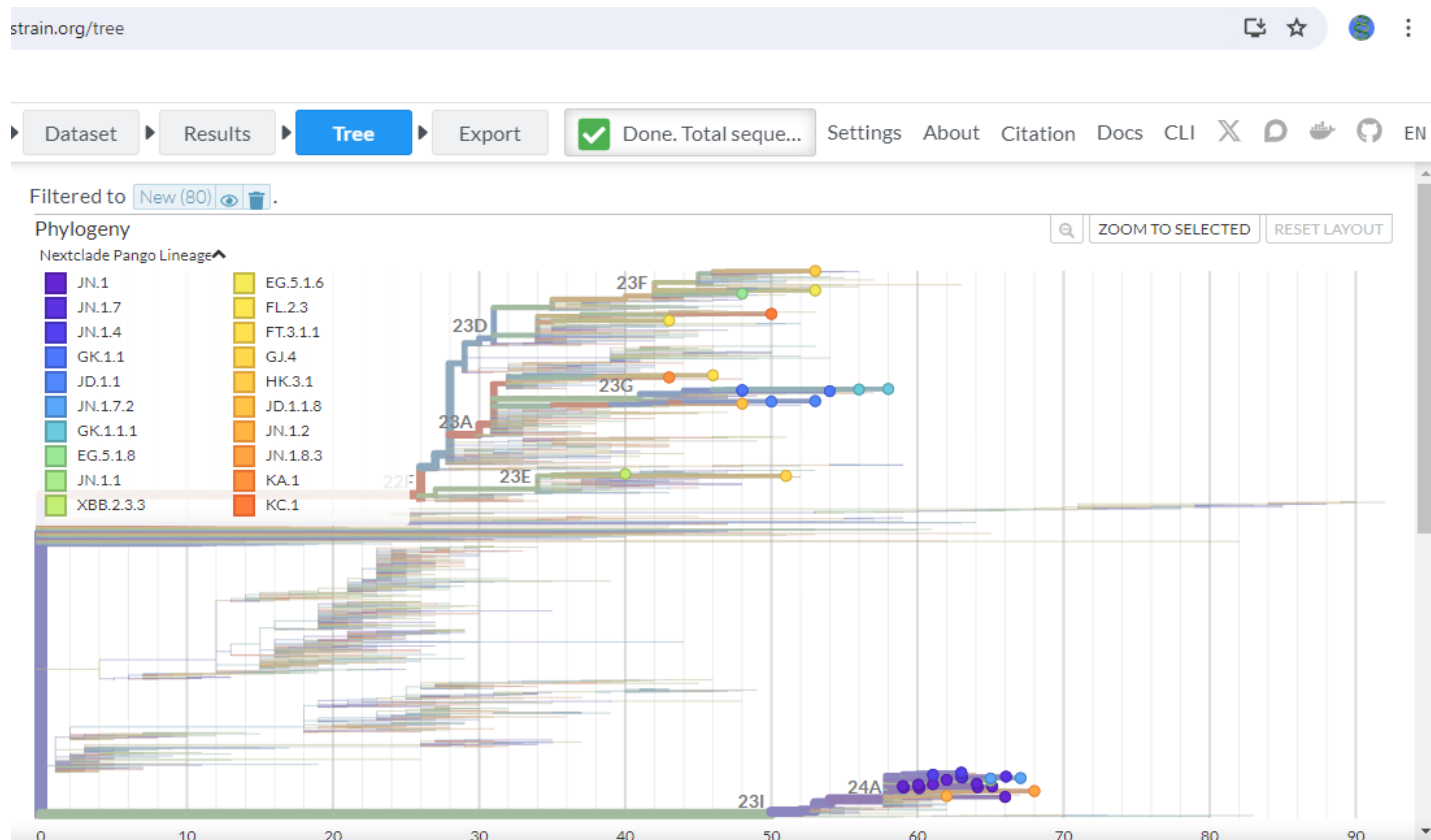 strain.org/tree
Dataset Results Tree Export Done. Total seque... Settings About Citation Docs CLI EN
Filtered to New (80) .
Phylogeny
ZOOM TO SELECTED RESET LAYOUT
Nextclade Pango Lineage
JN.1 EG.5.1.6
JN.1.7 FL.2.3
JN.1.4 FT.3.1.1
GK.1.1 GJ.4
JD.1.1 HK.3.1
JN.1.7.2 JD.1.1.8
GK.1.1.1 JN.1.2
EG.5.1.8 JN.1.8.3
JN.1.1 KA.1
XBB.2.3.3 KC.1
23F
23D
23G
23A
22F
23E
24A
23I
0 10 20 30 40 50 60 70 80 90